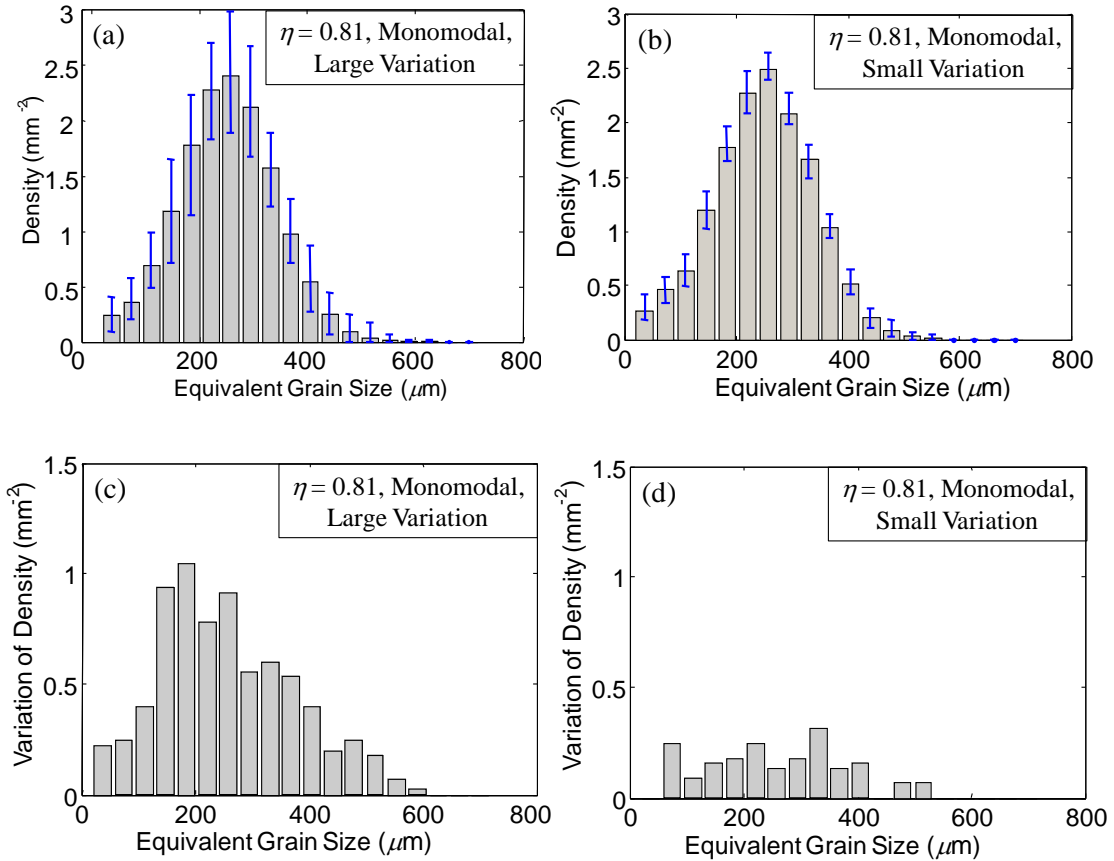 (a)
η = 0.81, Monomodal,
Large Variation
Density (mm⁻²)
3
2.5
2
1.5
1
0.5
0
0 200 400 600 800
Equivalent Grain Size (μm)
(b)
η = 0.81, Monomodal,
Small Variation
Density (mm⁻²)
3
2.5
2
1.5
1
0.5
0
0 200 400 600 800
Equivalent Grain Size (μm)
(c)
η = 0.81, Monomodal,
Large Variation
Variation of Density (mm⁻²)
1.5
1
0.5
0
0 200 400 600 800
Equivalent Grain Size (μm)
(d)
η = 0.81, Monomodal,
Small Variation
Variation of Density (mm⁻²)
1.5
1
0.5
0
0 200 400 600 800
Equivalent Grain Size (μm)